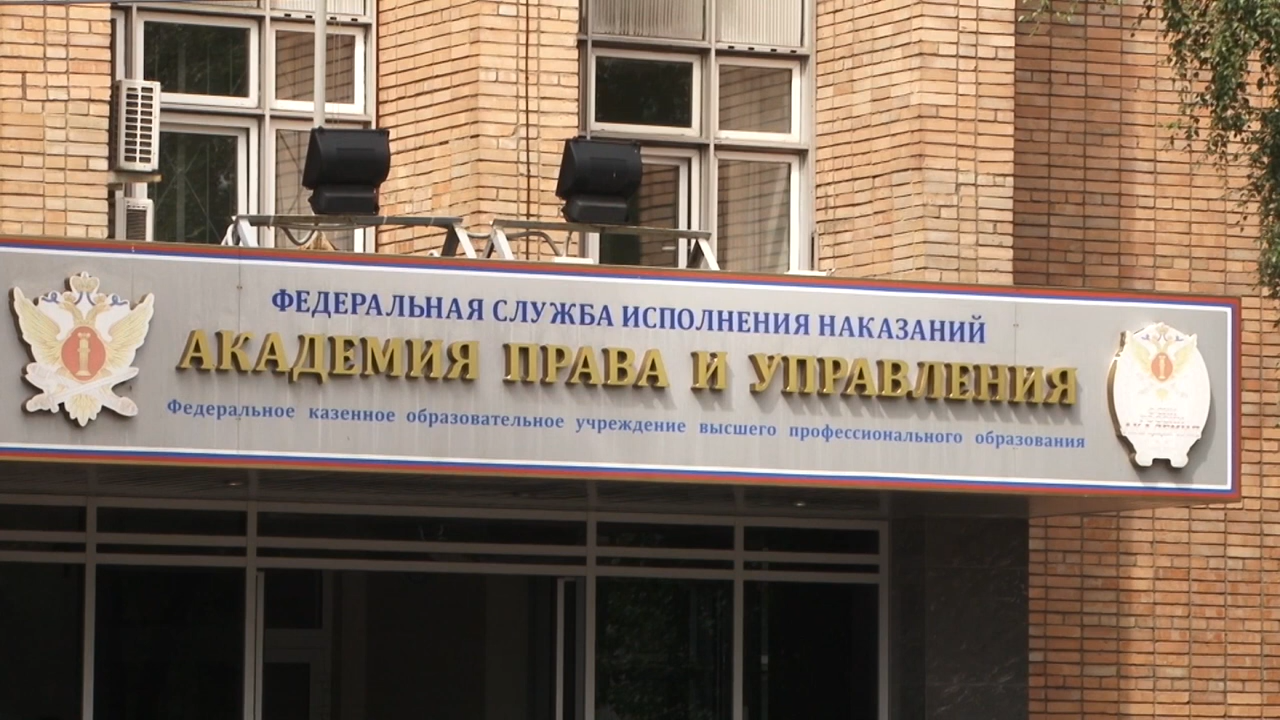 ФЕДЕРАЛЬНАЯ СЛУЖБА ИСПОЛНЕНИЯ НАКАЗАНИЙ
АКАДЕМИЯ ПРАВА И УПРАВЛЕНИЯ
Федеральное казенное образовательное учреждение высшего профессионального образования